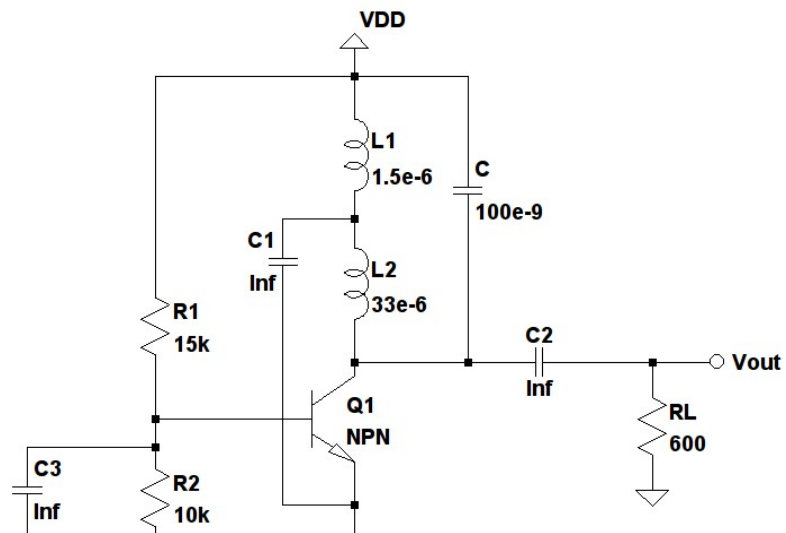 VDD
L1
1.5e-6
C
100e-9
C1
Inf
L2
33e-6
R1
15k
C2
Inf
Vout
Q1
NPN
RL
600
C3
Inf
R2
10k